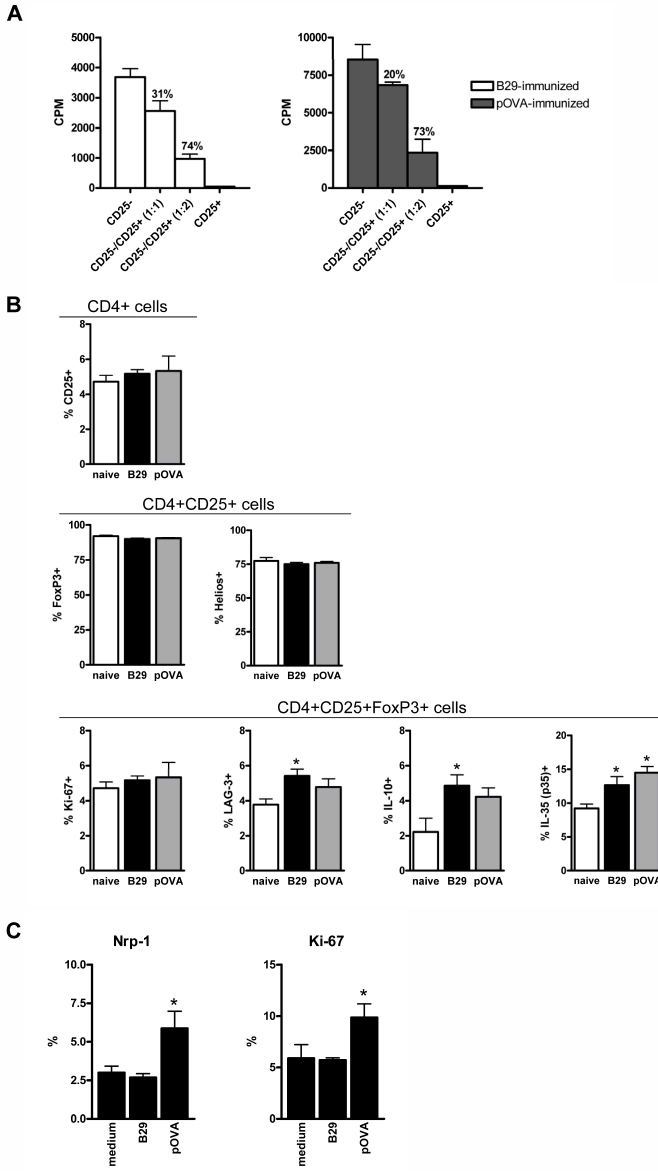 A
CPM
5000
4000
3000
2000
1000
0
31%
74%
CD25-
CD25-/CD25+ (1:1)
CD25-/CD25+ (1:2)
CD25+
CPM
10000
7500
5000
2500
0
20%
73%
CD25-
CD25-/CD25+ (1:1)
CD25-/CD25+ (1:2)
CD25+
B29-immunized
pOVA-immunized
B
CD4+ cells
% CD25+
8
6
4
2
0
naive B29 pOVA
CD4+CD25+ cells
% FoxP3+
100
75
50
25
0
naive B29 pOVA
% Helios+
100
75
50
25
0
naive B29 pOVA
CD4+CD25+FoxP3+ cells
% Ki-67+
8
6
4
2
0
naive B29 pOVA
% LAG-3+
8
6
4
2
0
*
naive B29 pOVA
% IL-10+
8
6
4
2
0
*
naive B29 pOVA
% IL-35 (p35)+
20
15
10
5
0
* *
naive B29 pOVA
C
Nrp-1
%
10.0
7.5
5.0
2.5
0.0
*
medium
B29
pOVA
Ki-67
%
15
10
5
0
*
medium
B29
pOVA